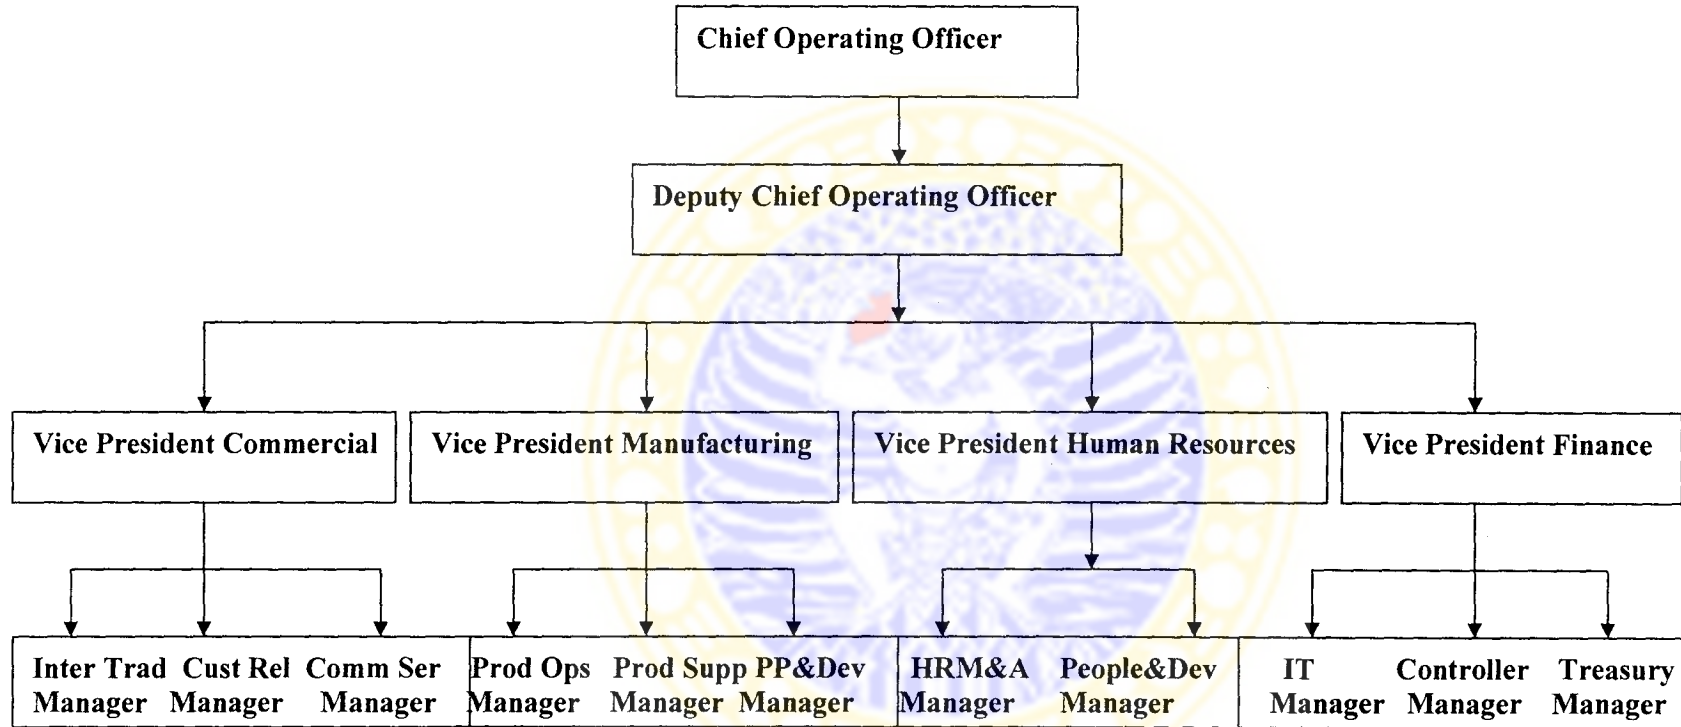 Chief Operating Officer
Deputy Chief Operating Officer
Vice President Commercial
Vice President Manufacturing
Vice President Human Resources
Vice President Finance
Inter Trad Cust Rel Comm Ser
Manager Manager Manager
Prod Ops Prod Supp PP&Dev
Manager Manager Manager
HRM&A People&Dev
Manager Manager
IT Controller Treasury
Manager Manager Manager